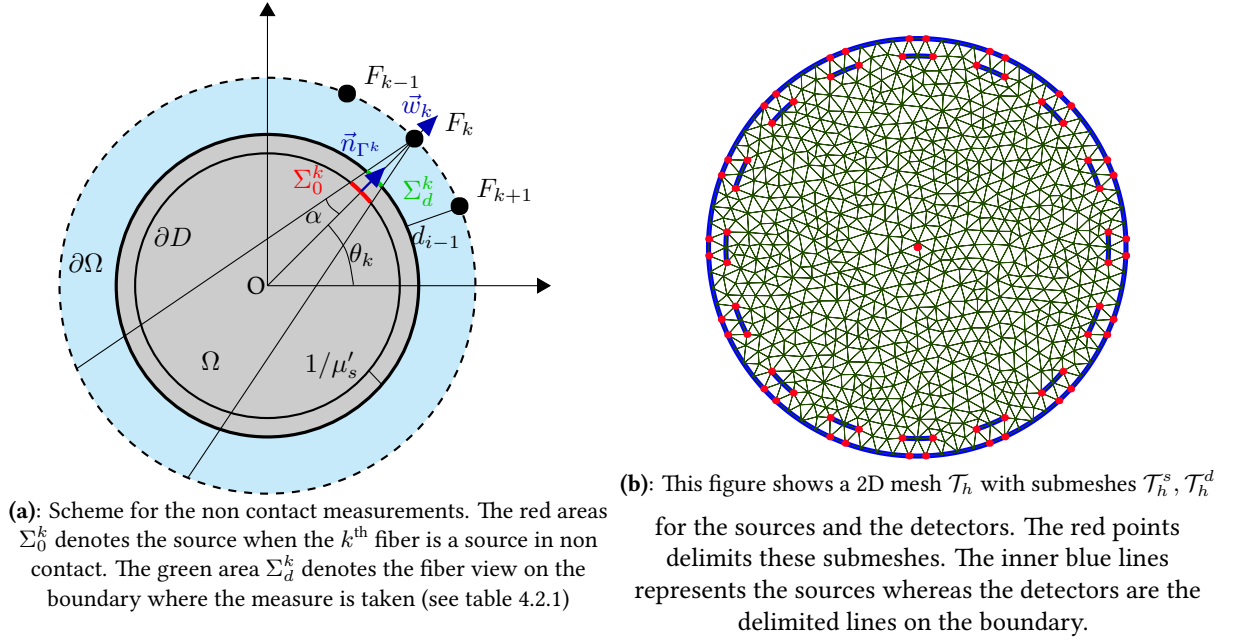 F_{k-1}
\vec{w}_k
F_k
\vec{n}_{Γ^k}
Σ_0^k
Σ_d^k
F_{k+1}
α
∂D
d_{i-1}
θ_k
∂Ω
O
Ω
1/μ′_s
(a): Scheme for the non contact measurements. The red areas
Σ_0^k denotes the source when the k^th fiber is a source in non
contact. The green area Σ_d^k denotes the fiber view on the
boundary where the measure is taken (see table 4.2.1)
(b): This figure shows a 2D mesh 𝒯_h with submeshes 𝒯_h^s, 𝒯_h^d
for the sources and the detectors. The red points
delimits these submeshes. The inner blue lines
represents the sources whereas the detectors are the
delimited lines on the boundary.